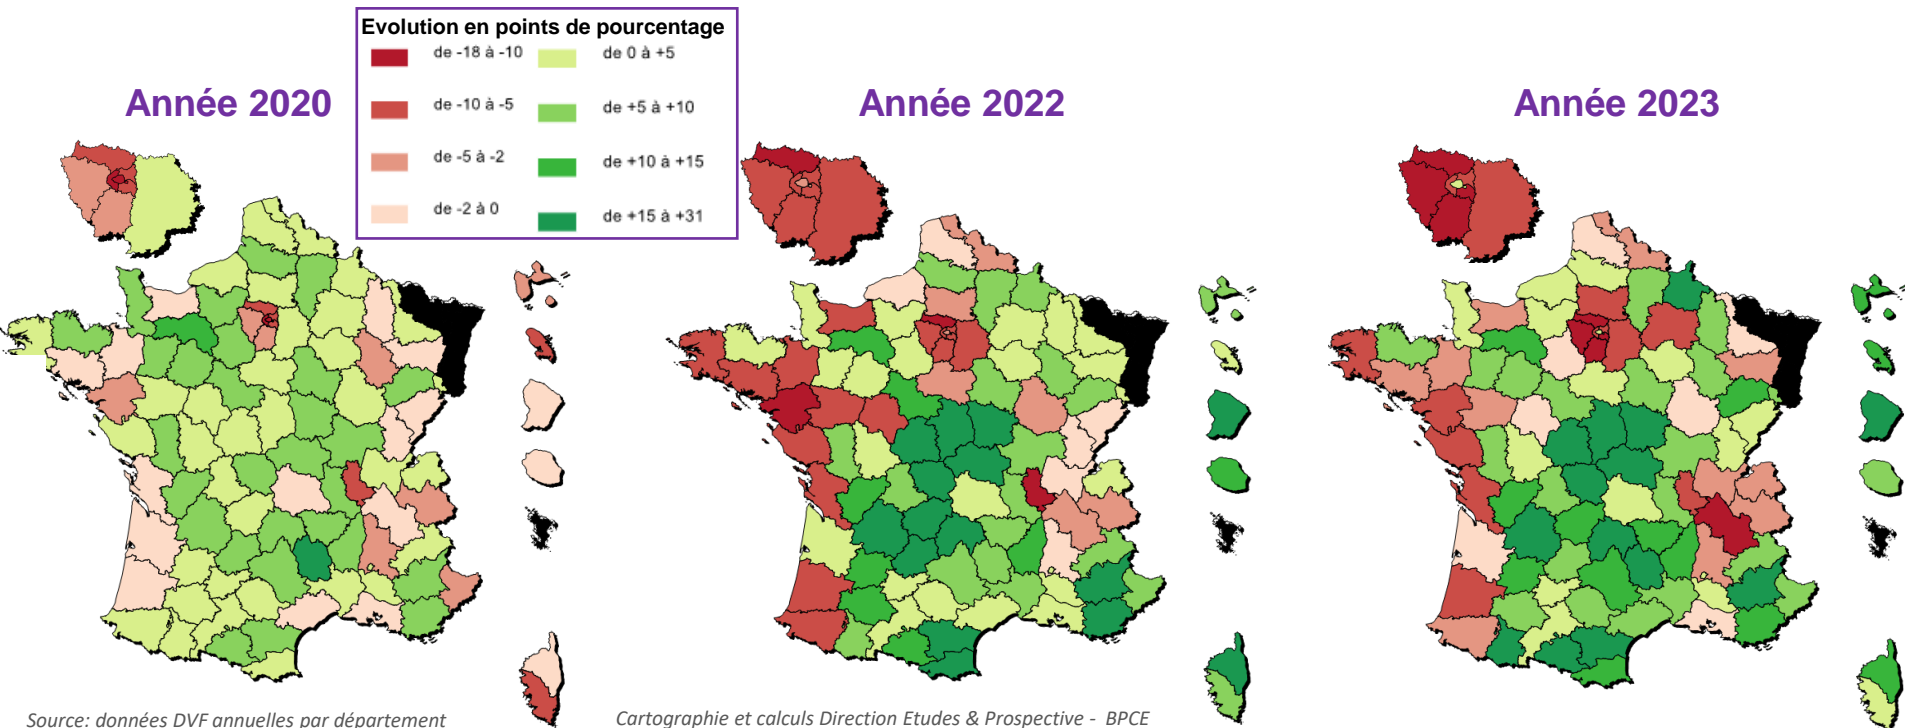 Evolution en points de pourcentage
de -18 à -10
de 0 à +5
de -10 à -5
de +5 à +10
de -5 à -2
de +10 à +15
de -2 à 0
de +15 à +31
Année 2020
Année 2022
Année 2023
Source: données DVF annuelles par département
Cartographie et calculs Direction Etudes & Prospective - BPCE